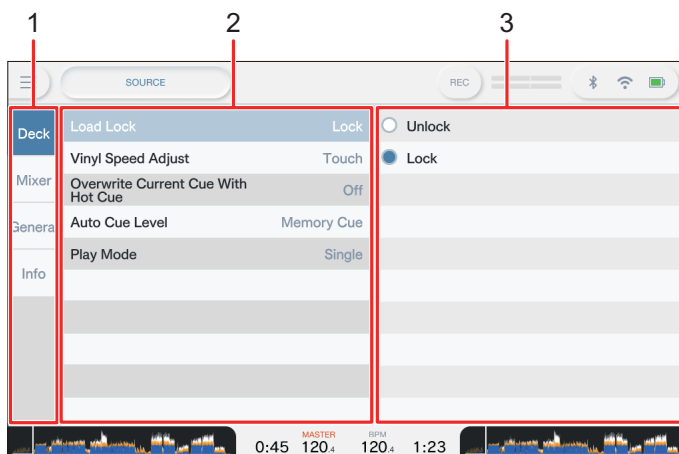 1
2
3
SOURCE
REC
Deck
Mixer
Genera
Info
Load Lock Lock
Vinyl Speed Adjust Touch
Overwrite Current Cue With
Hot Cue Off
Auto Cue Level Memory Cue
Play Mode Single
Unlock
Lock
MASTER
BPM
0:45 120.4 120.4 1:23